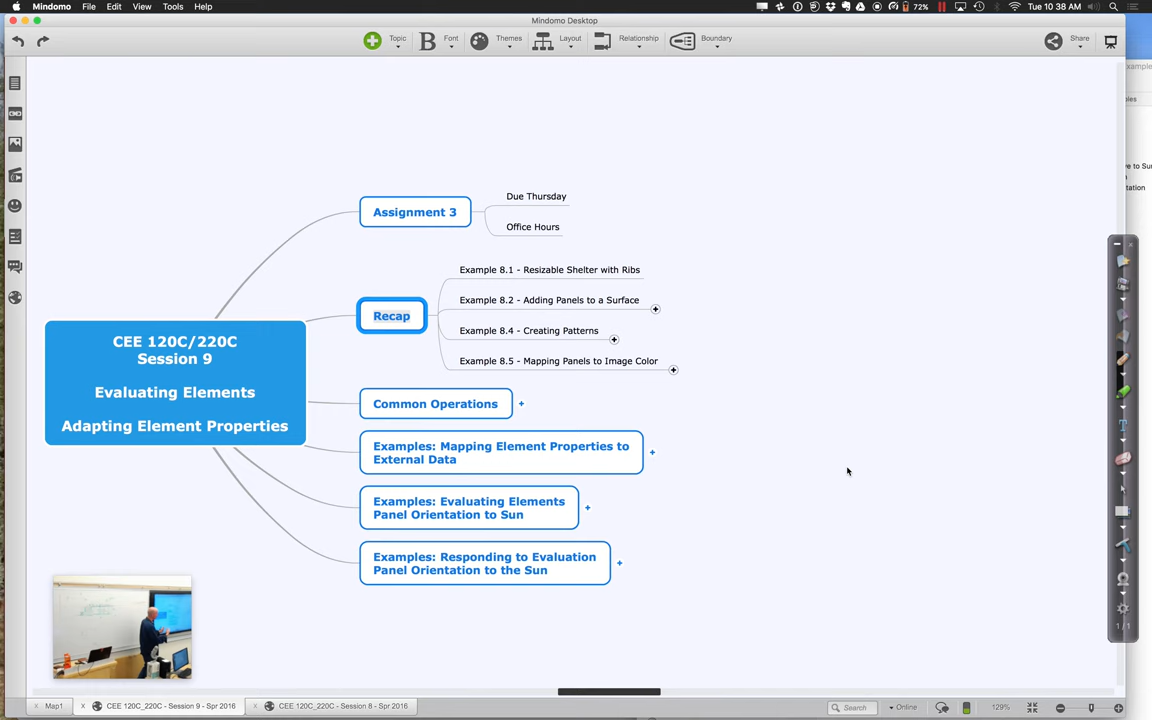 Mindomo File Edit View Tools Help
72% Tue 10 38 AM
Mindomo Desktop
Topic Font Themes Layout Relationship Boundary Share
Assignment 3
Due Thursday
Office Hours
Recap
Example 8.1 - Resizable Shelter with Ribs
Example 8.2 - Adding Panels to a Surface
Example 8.4 - Creating Patterns
Example 8.5 - Mapping Panels to Image Color
CEE 120C/220C
Session 9
Evaluating Elements
Adapting Element Properties
Common Operations
Examples: Mapping Element Properties to
External Data
Examples: Evaluating Elements
Panel Orientation to Sun
Examples: Responding to Evaluation
Panel Orientation to the Sun
1/1
Map1
CEE 120C_220C - Session 9 - Spr 2016
CEE 120C_220C - Session 8 - Spr 2016
Search
Online
129%